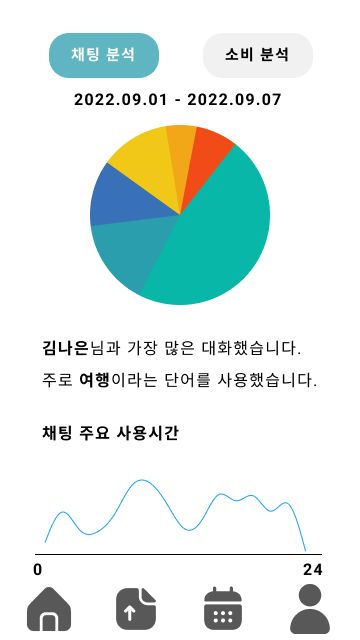 채팅 분석
소비 분석
2022.09.01 - 2022.09.07
김나은님과 가장 많은 대화했습니다.
주로 여행이라는 단어를 사용했습니다.
채팅 주요 사용시간
0
24